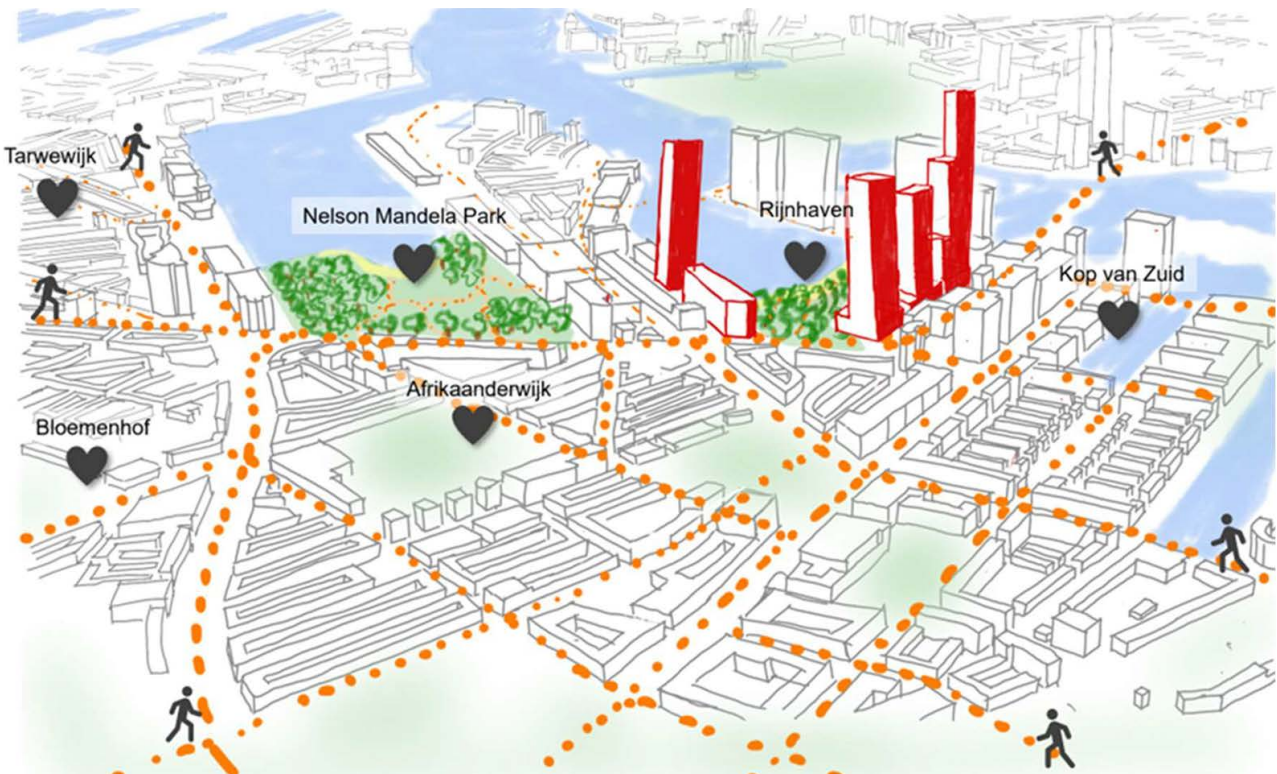 Tarwewijk
Nelson Mandela Park
Rijnhaven
Kop van Zuid
Afrikaanderwijk
Bloemenhof